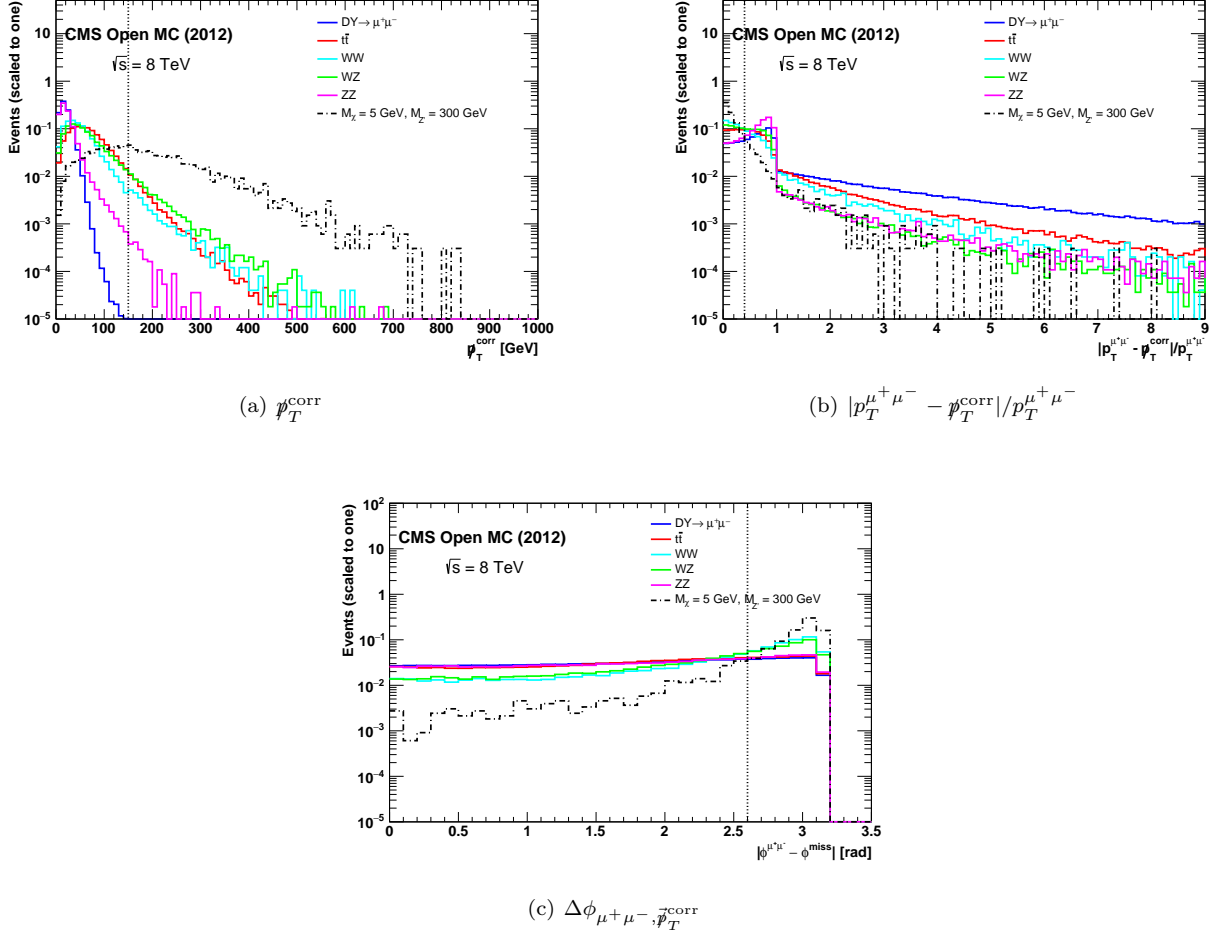 Events (scaled to one)
CMS Open MC (2012)
√s = 8 TeV
DY→ μ⁺μ⁻
tt̄
WW
WZ
ZZ
M_χ = 5 GeV, M_Z' = 300 GeV
10
1
10⁻¹
10⁻²
10⁻³
10⁻⁴
10⁻⁵
0 100 200 300 400 500 600 700 800 900 1000
p̸_T^corr [GeV]
(a) p̸_T^corr
Events (scaled to one)
CMS Open MC (2012)
√s = 8 TeV
DY→ μ⁺μ⁻
tt̄
WW
WZ
ZZ
M_χ = 5 GeV, M_Z' = 300 GeV
10
1
10⁻¹
10⁻²
10⁻³
10⁻⁴
10⁻⁵
0 1 2 3 4 5 6 7 8 9
|p_T^μ⁺μ⁻ - p̸_T^corr|/p_T^μ⁺μ⁻
(b) |p_T^μ⁺μ⁻ − p̸_T^corr|/p_T^μ⁺μ⁻
Events (scaled to one)
CMS Open MC (2012)
√s = 8 TeV
DY→ μ⁺μ⁻
tt̄
WW
WZ
ZZ
M_χ = 5 GeV, M_Z' = 300 GeV
10²
10
1
10⁻¹
10⁻²
10⁻³
10⁻⁴
10⁻⁵
0 0.5 1 1.5 2 2.5 3 3.5
|ϕ^μ⁺μ⁻ − ϕ^miss| [rad]
(c) Δϕ_μ⁺μ⁻,p̸⃗_T^corr